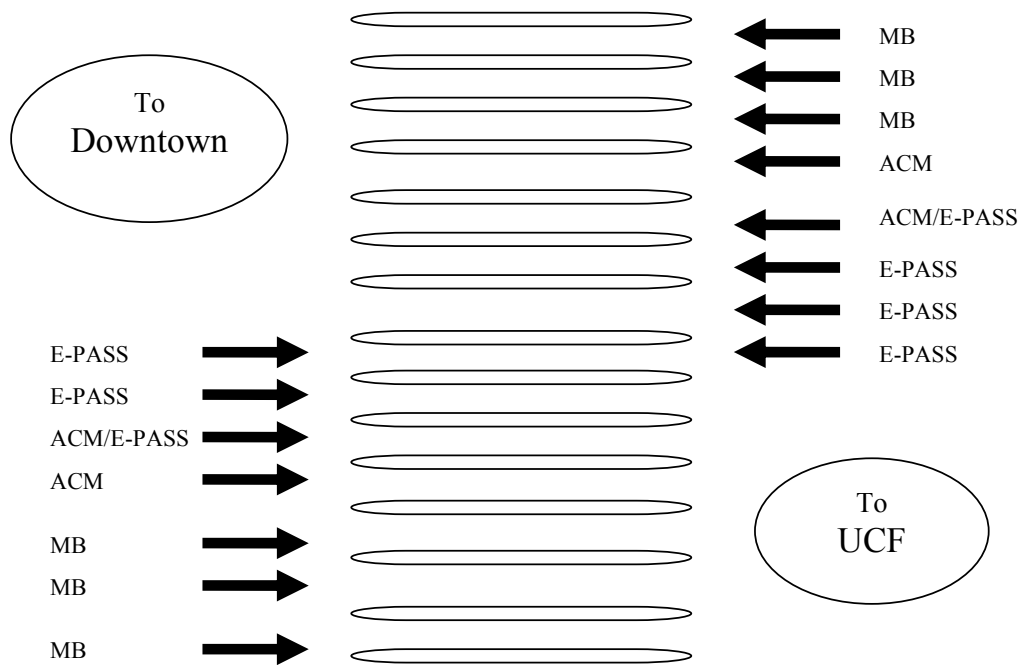 To
Downtown
MB
MB
MB
ACM
ACM/E-PASS
E-PASS
E-PASS
E-PASS
E-PASS
E-PASS
ACM/E-PASS
ACM
MB
MB
MB
To
UCF